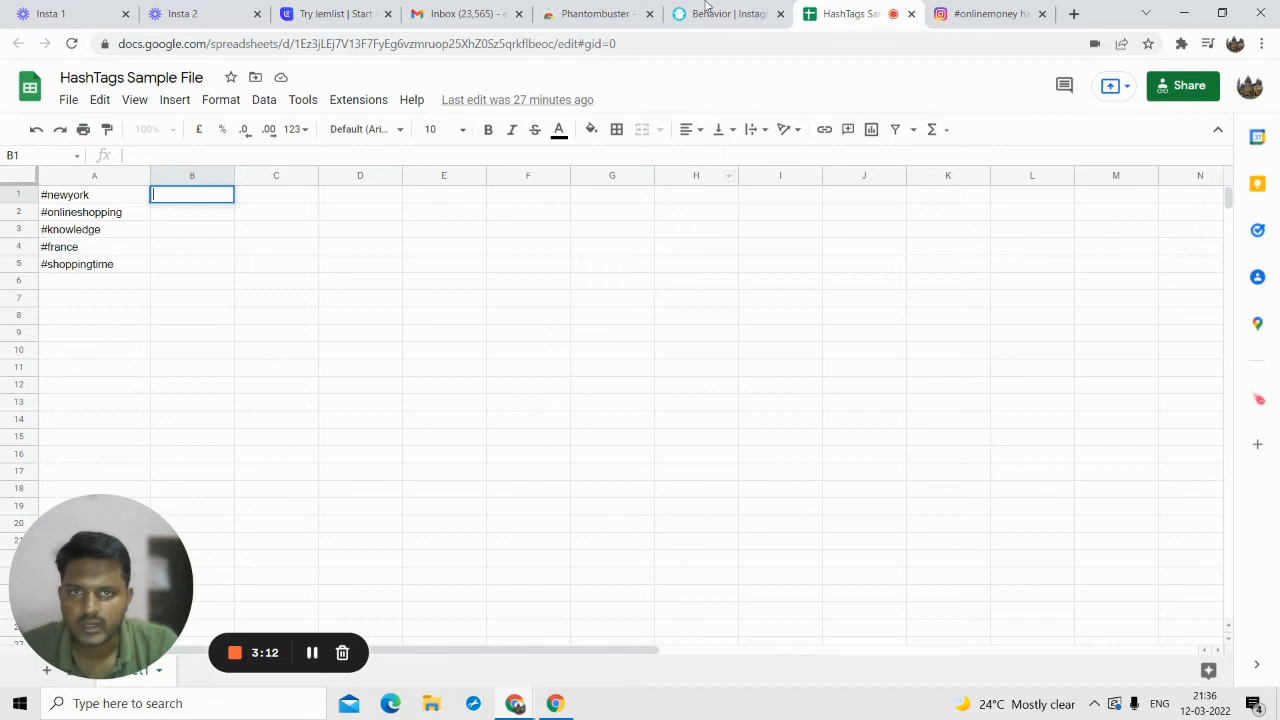 Insta 1
Insta 2
Try lemlist | Start
Inbox (23,565) - e
Phantombuster -
Behavior | Instag
HashTags Sa
#onlinemoney ha
docs.google.com/spreadsheets/d/1Ez3jLEj7V13F7fyEg6vzmruop25XhZ0Sz5jrkflbeoc/edit#gid=0
HashTags Sample File
File Edit View Insert Format Data Tools Extensions Help Last edit was 27 minutes ago
Share
100% £ % .0 .00 123 Default (Ari... 10 B I S A Σ
B1 fx
A B C D E F G H I J K L M N
1 #newyork
2 #onlineshopping
3 #knowledge
4 #france
5 #shoppingtime
6
7
8
9
10
11
12
13
14
15
16
17
18
19
20
3:12
Type here to search
24°C Mostly clear
ENG
21:36
12-03-2022
4